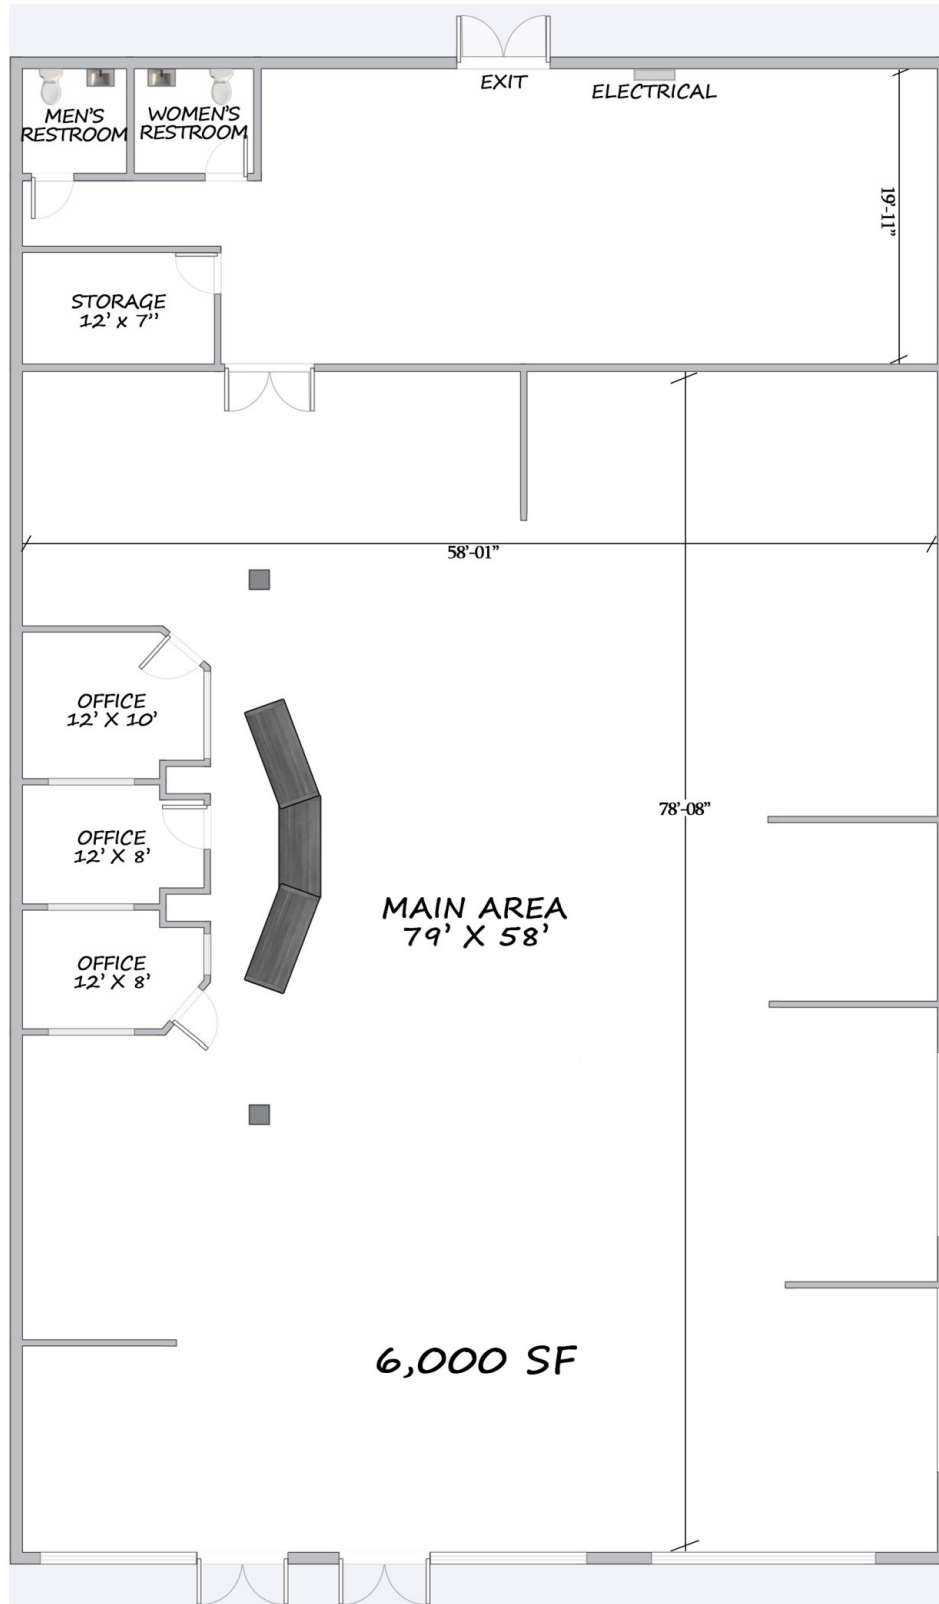 EXIT
ELECTRICAL
MEN'S
RESTROOM
WOMEN'S
RESTROOM
19'-11"
STORAGE
12' x 7''
58'-01"
OFFICE
12' X 10'
78'-08"
OFFICE
12' X 8'
MAIN AREA
79' X 58'
OFFICE
12' X 8'
6,000 SF